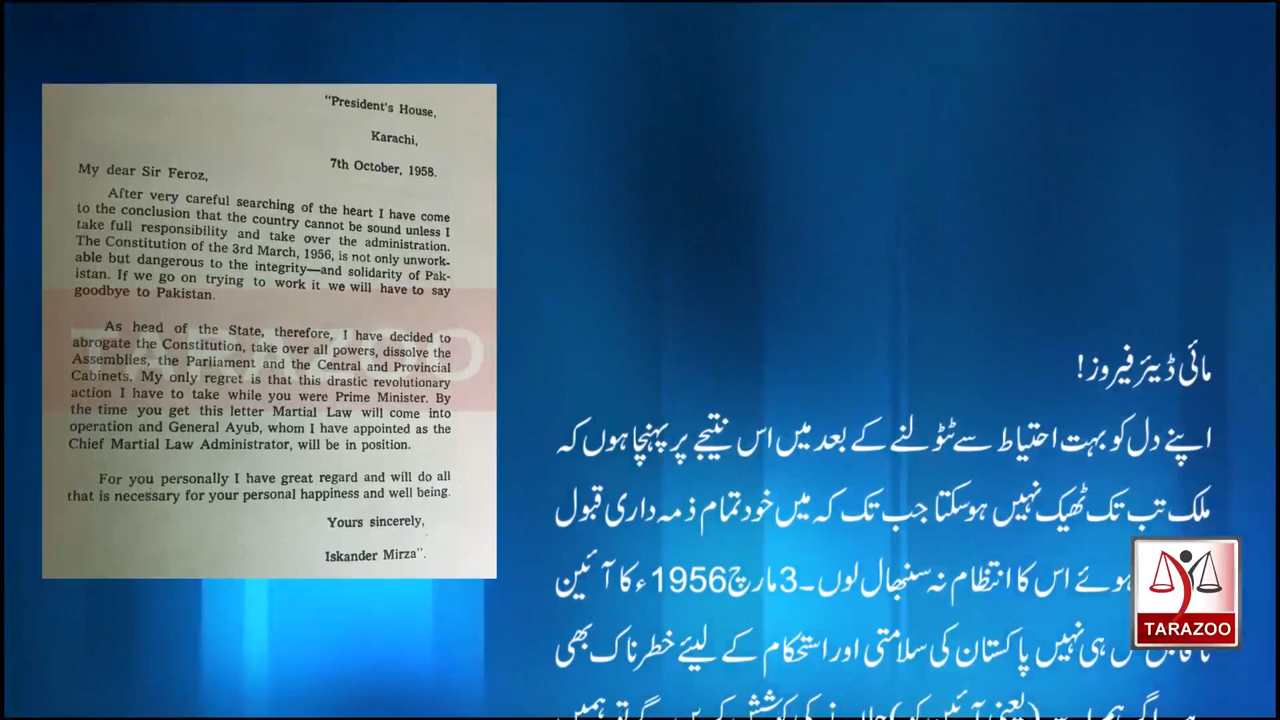 "President's House,
Karachi,
7th October, 1958.
My dear Sir Feroz,
After very careful searching of the heart I have come
to the conclusion that the country cannot be sound unless I
take full responsibility and take over the administration.
The Constitution of the 3rd March, 1956, is not only unwork-
able but dangerous to the integrity—and solidarity of Pak-
istan. If we go on trying to work it we will have to say
goodbye to Pakistan.
As head of the State, therefore, I have decided to
abrogate the Constitution, take over all powers, dissolve the
Assemblies, the Parliament and the Central and Provincial
Cabinets. My only regret is that this drastic revolutionary
action I have to take while you were Prime Minister. By
the time you get this letter Martial Law will come into
operation and General Ayub, whom I have appointed as the
Chief Martial Law Administrator, will be in position.
For you personally I have great regard and will do all
that is necessary for your personal happiness and well being.
Yours sincerely,
Iskander Mirza".
مائی ڈیئر فیروز!
اپنے دل کو بہت احتیاط سے ٹٹولنے کے بعد میں اس نتیجے پر پہنچا ہوں کہ
ملک تب تک ٹھیک نہیں ہوسکتا جب تک کہ میں خود تمام ذمہ داری قبول
ہوئے اس کا انتظام نہ سنبھال لوں۔ 3 مارچ 1956ء کا آئین
ہی نہیں پاکستان کی سلامتی اور استحکام کے لیئے خطرناک بھی
TARAZOO